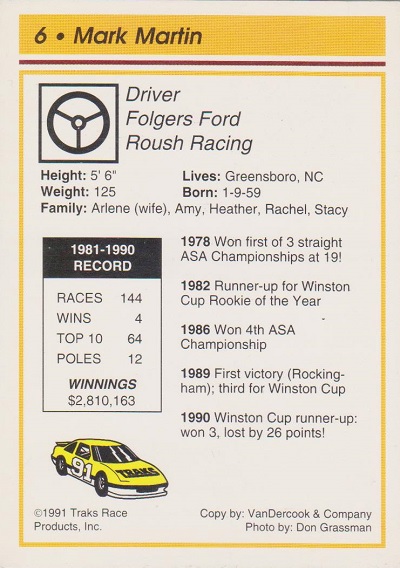 6 • Mark Martin
Driver
Folgers Ford
Roush Racing
Height: 5' 6" Lives: Greensboro, NC
Weight: 125 Born: 1-9-59
Family: Arlene (wife), Amy, Heather, Rachel, Stacy
1981-1990
RECORD
RACES 144
WINS 4
TOP 10 64
POLES 12
WINNINGS
$2,810,163
1978 Won first of 3 straight
ASA Championships at 19!
1982 Runner-up for Winston
Cup Rookie of the Year
1986 Won 4th ASA
Championship
1989 First victory (Rocking-
ham); third for Winston Cup
1990 Winston Cup runner-up:
won 3, lost by 26 points!
91
TRAKS
©1991 Traks Race
Products, Inc.
Copy by: VanDercook & Company
Photo by: Don Grassman